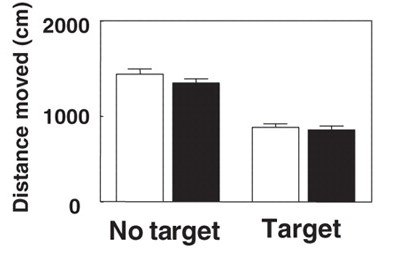 Distance moved (cm)
2000
1000
0
No target
Target